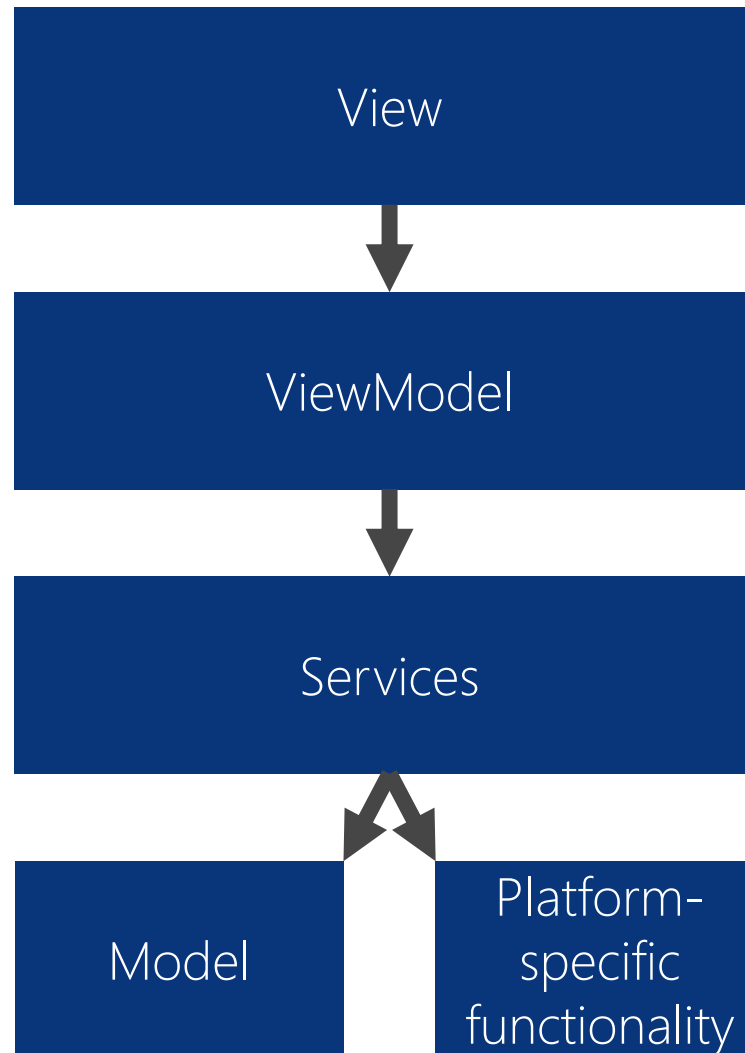 View
ViewModel
Services
Model
Platform-
specific
functionality